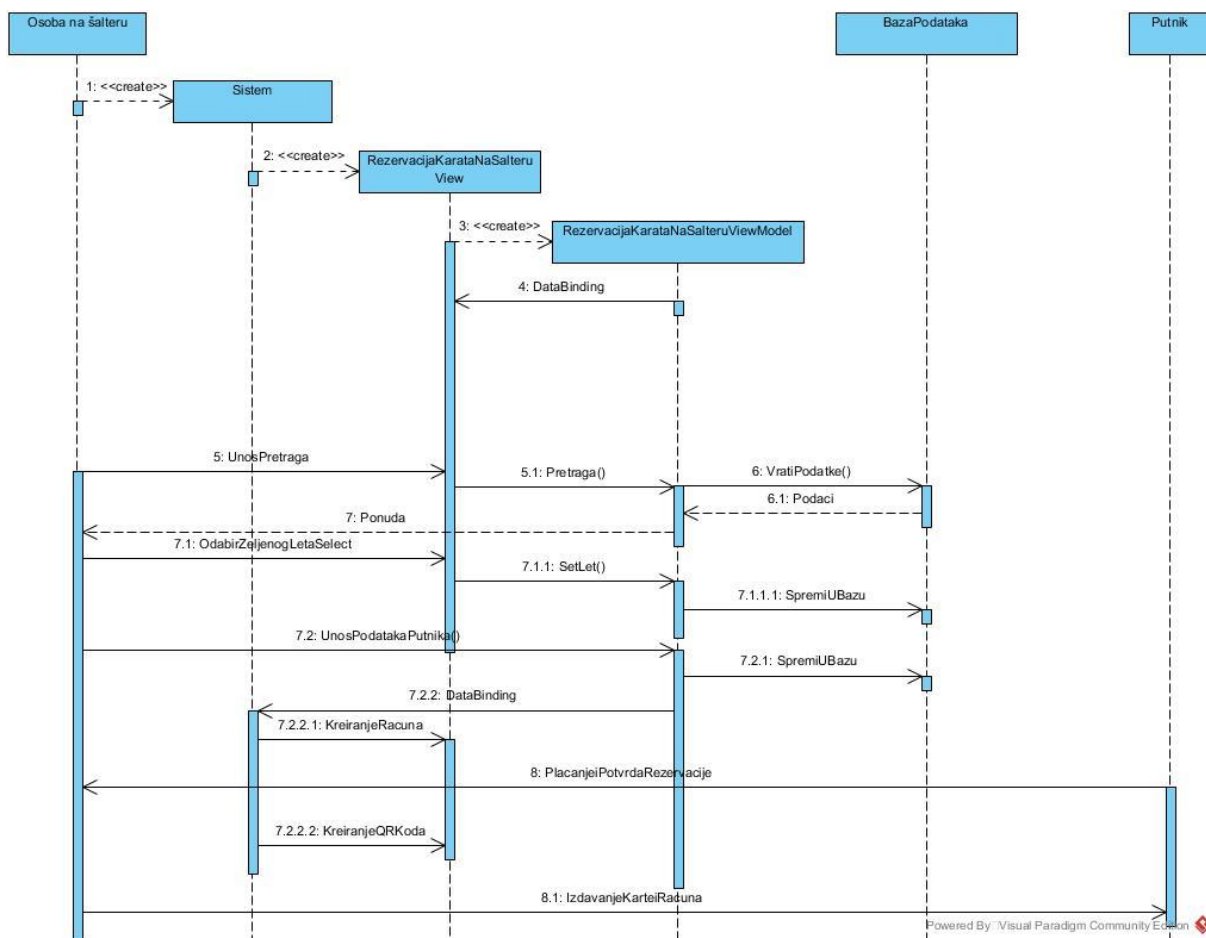 Osoba na šalteru
BazaPodataka
Putnik
1: <<create>>
Sistem
2: <<create>>
RezervacijaKarataNaSalteru
View
3: <<create>>
RezervacijaKarataNaSalteruViewModel
4: DataBinding
5: UnosPretraga
5.1: Pretraga()
6: VratiPodatke()
6.1: Podaci
7: Ponuda
7.1: OdabirZeljenogLetaSelect
7.1.1: SetLet()
7.1.1.1: SpremiUBazu
7.2: UnosPodatakaPutnika()
7.2.1: SpremiUBazu
7.2.2: DataBinding
7.2.2.1: KreiranjeRacuna
8: PlacanjeiPotvrdaRezervacije
7.2.2.2: KreiranjeQRKoda
8.1: IzdavanjeKarteiRacuna
Powered By Visual Paradigm Community Edition